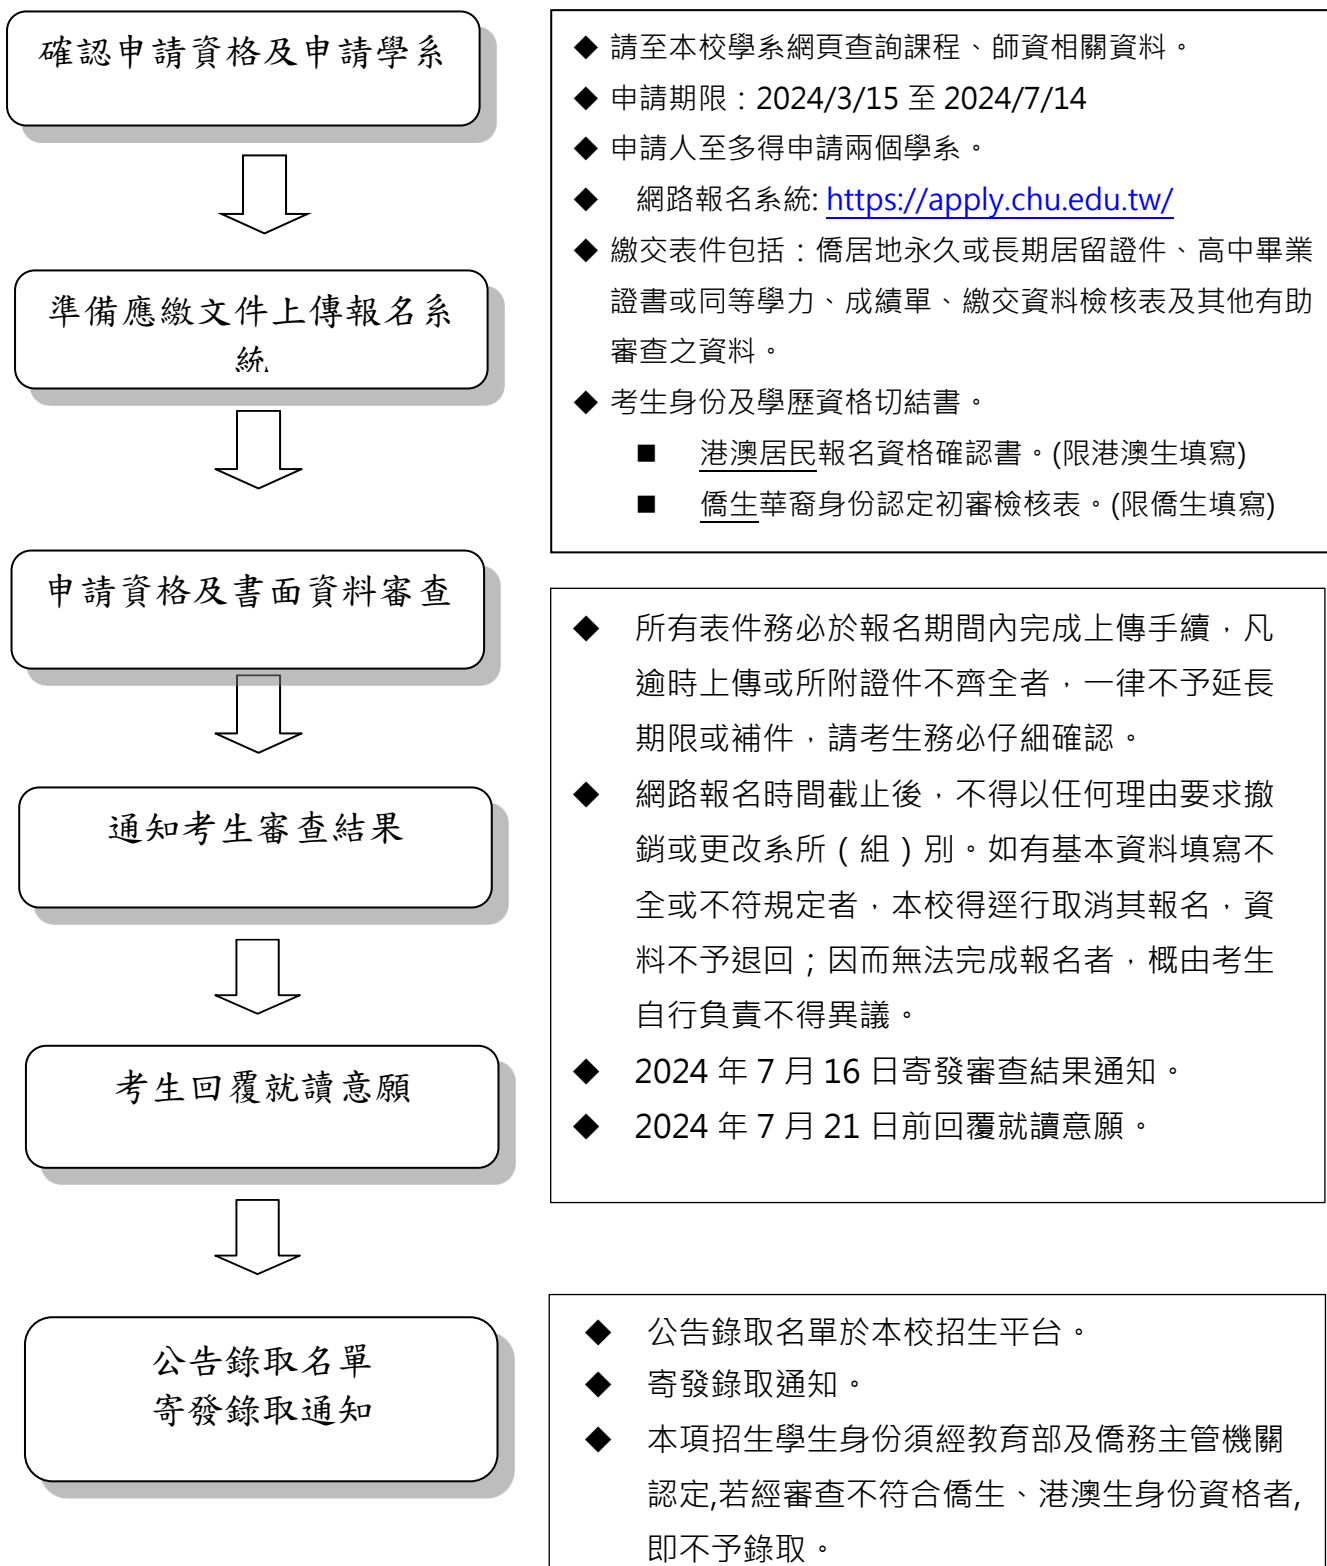 確認申請資格及申請學系
準備應繳文件上傳報名系
統
申請資格及書面資料審查
通知考生審查結果
考生回覆就讀意願
公告錄取名單
寄發錄取通知
◆ 請至本校學系網頁查詢課程、師資相關資料。
◆ 申請期限：2024/3/15 至 2024/7/14
◆ 申請人至多得申請兩個學系。
◆ 網路報名系統: https://apply.chu.edu.tw/
◆ 繳交表件包括：僑居地永久或長期居留證件、高中畢業
證書或同等學力、成績單、繳交資料檢核表及其他有助
審查之資料。
◆ 考生身份及學歷資格切結書。
■ 港澳居民報名資格確認書。(限港澳生填寫)
■ 僑生華裔身份認定初審檢核表。(限僑生填寫)
◆ 所有表件務必於報名期間內完成上傳手續，凡
逾時上傳或所附證件不齊全者，一律不予延長
期限或補件，請考生務必仔細確認。
◆ 網路報名時間截止後，不得以任何理由要求撤
銷或更改系所（組）別。如有基本資料填寫不
全或不符規定者，本校得逕行取消其報名，資
料不予退回；因而無法完成報名者，概由考生
自行負責不得異議。
◆ 2024 年 7 月 16 日寄發審查結果通知。
◆ 2024 年 7 月 21 日前回覆就讀意願。
◆ 公告錄取名單於本校招生平台。
◆ 寄發錄取通知。
◆ 本項招生學生身份須經教育部及僑務主管機關
認定,若經審查不符合僑生、港澳生身份資格者,
即不予錄取。